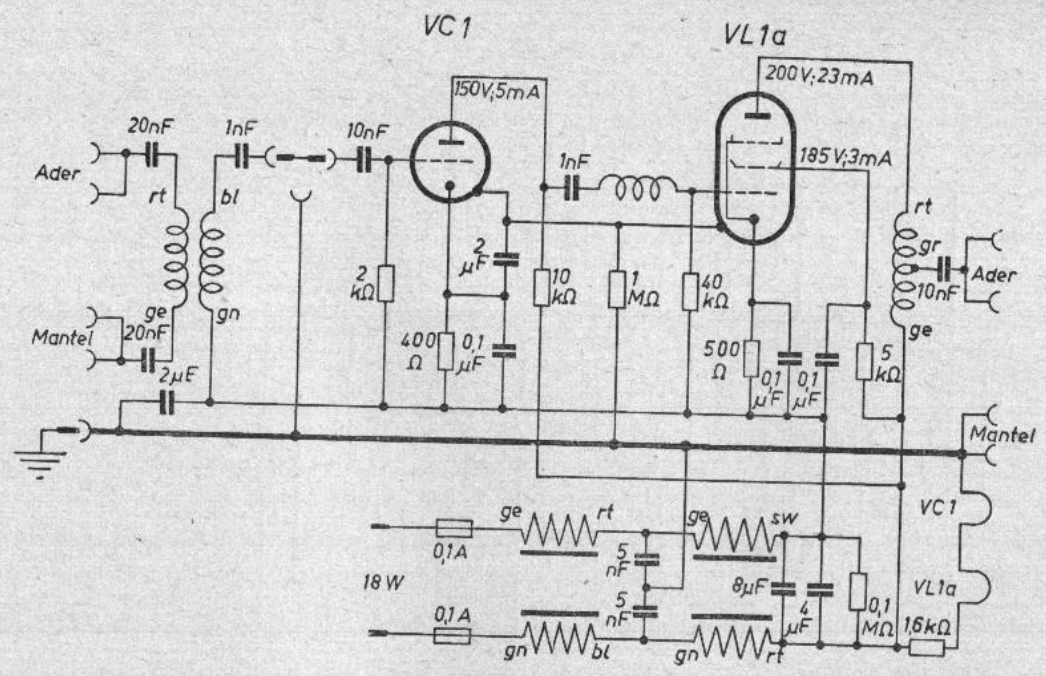 VC1
VL1a
150V;5mA
200V;23mA
20nF
1nF
10nF
1nF
185V;3mA
Ader
rt
bl
rt
gr
10nF
Ader
2
µF
2
kΩ
10
kΩ
1
MΩ
40
kΩ
ge
Mantel
20nF
gn
ge
400
Ω
0,1
µF
500
Ω
0,1
µF
0,1
µF
5
kΩ
2µF
Mantel
VC1
ge
rt
ge
sw
0,1A
5
nF
18W
8µF
VL1a
0,1A
5
nF
4
µF
0,1
MΩ
1,6kΩ
gn
bl
gn
rt